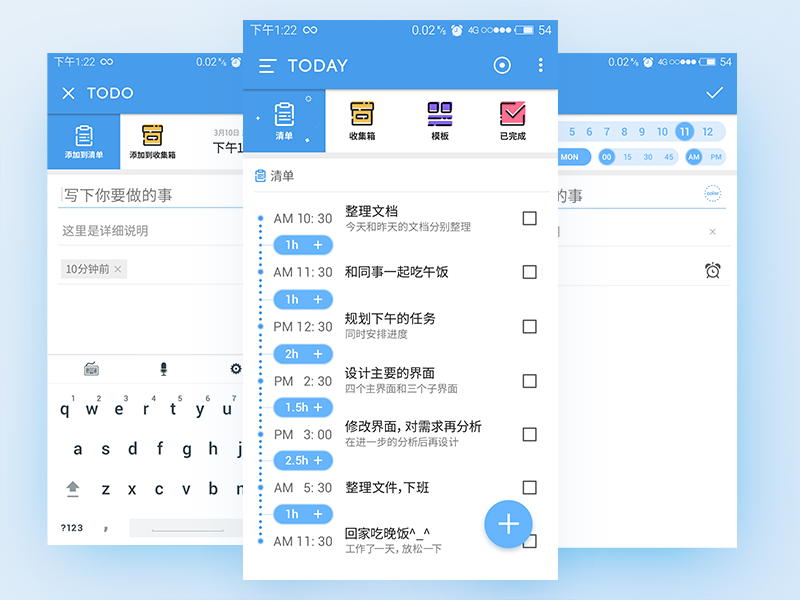 下午1:22
0.02 K/s
TODO
添加到清单
添加到收集箱
3月10日
下午1
写下你要做的事
这里是详细说明
10分钟前 ×
1 2 3 4 5 6 7
q w e r t y u
a s d f g h j
z x c v b n
?123 ,
下午1:22
0.02 K/s 4G 54
TODAY
清单
收集箱
模板
已完成
清单
AM 10: 30 整理文档
今天和昨天的文档分别整理
1h +
AM 11: 30 和同事一起吃午饭
1h +
PM 12: 30 规划下午的任务
同时安排进度
2h +
PM 2: 30 设计主要的界面
四个主界面和三个子界面
1.5h +
PM 3: 00 修改界面，对需求再分析
在进一步的分析后再设计
2.5h +
AM 5: 30 整理文件，下班
1h +
AM 11: 30 回家吃晚饭^_^
工作了一天，放松一下
+
0.02 K/s 4G 54
5 6 7 8 9 10 11 12
MON 00 15 30 45 AM PM
的事
color
×